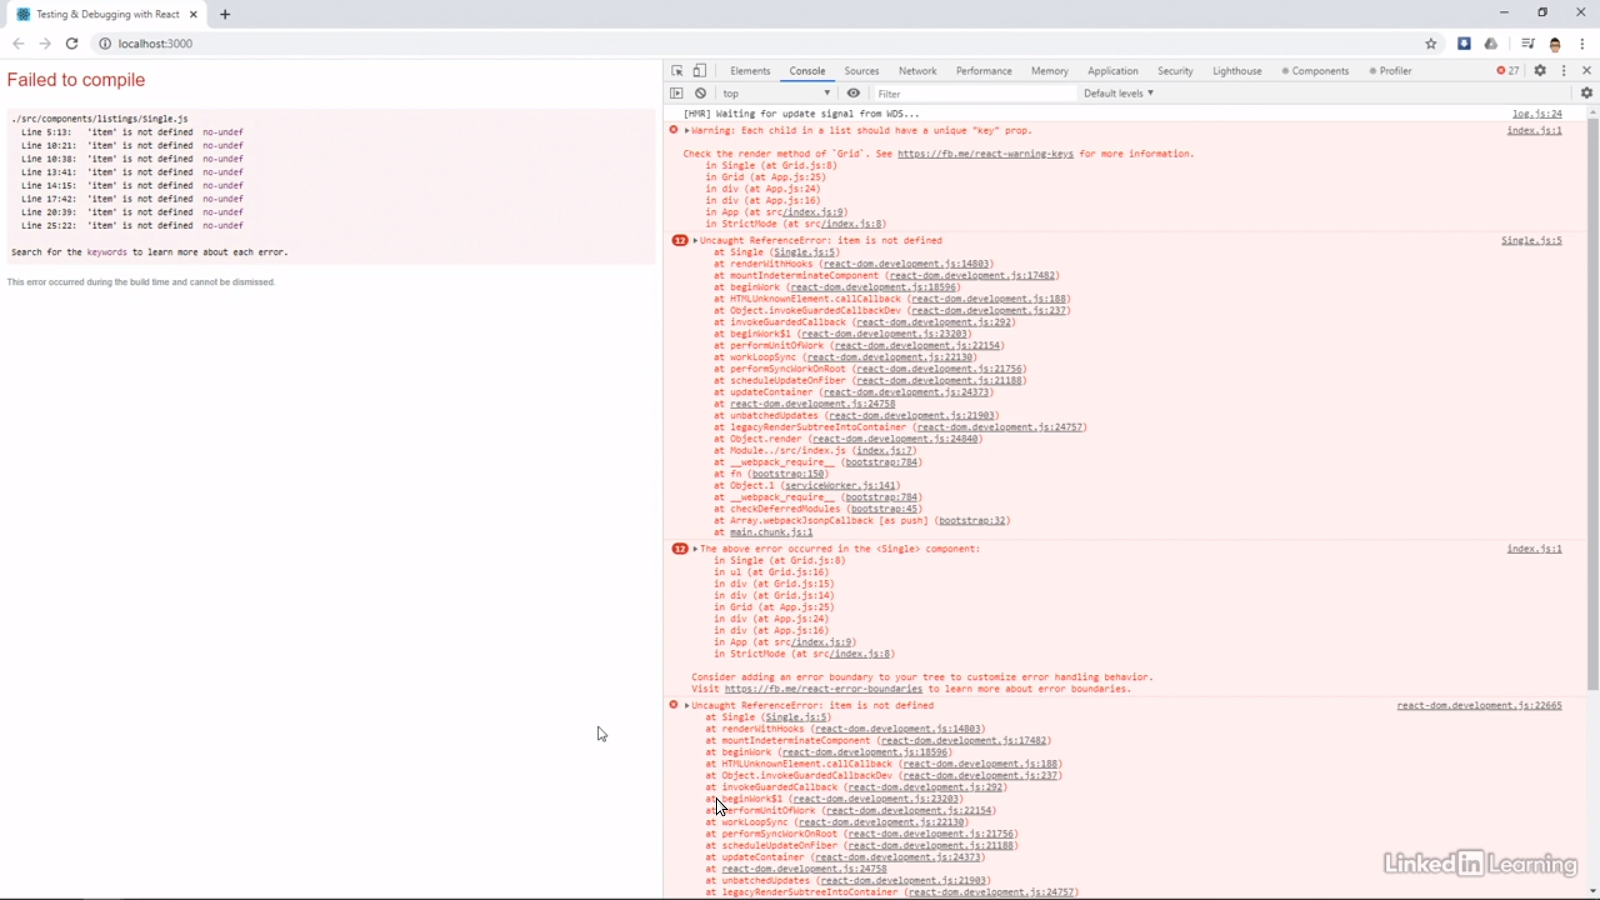 Testing & Debugging with React
localhost:3000
Failed to compile
./src/components/listings/Single.js
Line 5:13: 'item' is not defined no-undef
Line 10:21: 'item' is not defined no-undef
Line 10:38: 'item' is not defined no-undef
Line 13:41: 'item' is not defined no-undef
Line 14:15: 'item' is not defined no-undef
Line 17:42: 'item' is not defined no-undef
Line 20:39: 'item' is not defined no-undef
Line 25:22: 'item' is not defined no-undef
Search for the keywords to learn more about each error.
This error occurred during the build time and cannot be dismissed.
Elements Console Sources Network Performance Memory Application Security Lighthouse Components Profiler 27
top Filter Default levels
[HMR] Waiting for update signal from WDS... log.js:24
Warning: Each child in a list should have a unique "key" prop. index.js:1
Check the render method of `Grid`. See https://fb.me/react-warning-keys for more information.
in Single (at Grid.js:8)
in Grid (at App.js:25)
in div (at App.js:24)
in div (at App.js:16)
in App (at src/index.js:9)
in StrictMode (at src/index.js:8)
12 Uncaught ReferenceError: item is not defined Single.js:5
at Single (Single.js:5)
at renderWithHooks (react-dom.development.js:14803)
at mountIndeterminateComponent (react-dom.development.js:17482)
at beginWork (react-dom.development.js:18596)
at HTMLUnknownElement.callCallback (react-dom.development.js:188)
at Object.invokeGuardedCallbackDev (react-dom.development.js:237)
at invokeGuardedCallback (react-dom.development.js:292)
at beginWork$1 (react-dom.development.js:23203)
at performUnitOfWork (react-dom.development.js:22154)
at workLoopSync (react-dom.development.js:22130)
at performSyncWorkOnRoot (react-dom.development.js:21756)
at scheduleUpdateOnFiber (react-dom.development.js:21188)
at updateContainer (react-dom.development.js:24373)
at react-dom.development.js:24758
at unbatchedUpdates (react-dom.development.js:21903)
at legacyRenderSubtreeIntoContainer (react-dom.development.js:24757)
at Object.render (react-dom.development.js:24840)
at Module../src/index.js (index.js:7)
at __webpack_require__ (bootstrap:784)
at fn (bootstrap:150)
at Object.1 (serviceWorker.js:141)
at __webpack_require__ (bootstrap:784)
at checkDeferredModules (bootstrap:45)
at Array.webpackJsonpCallback [as push] (bootstrap:32)
at main.chunk.js:1
12 The above error occurred in the <Single> component: index.js:1
in Single (at Grid.js:8)
in ul (at Grid.js:16)
in div (at Grid.js:15)
in div (at Grid.js:14)
in Grid (at App.js:25)
in div (at App.js:24)
in div (at App.js:16)
in App (at src/index.js:9)
in StrictMode (at src/index.js:8)
Consider adding an error boundary to your tree to customize error handling behavior.
Visit https://fb.me/react-error-boundaries to learn more about error boundaries.
Uncaught ReferenceError: item is not defined react-dom.development.js:22665
at Single (Single.js:5)
at renderWithHooks (react-dom.development.js:14803)
at mountIndeterminateComponent (react-dom.development.js:17482)
at beginWork (react-dom.development.js:18596)
at HTMLUnknownElement.callCallback (react-dom.development.js:188)
at Object.invokeGuardedCallbackDev (react-dom.development.js:237)
at invokeGuardedCallback (react-dom.development.js:292)
at beginWork$1 (react-dom.development.js:23203)
at performUnitOfWork (react-dom.development.js:22154)
at workLoopSync (react-dom.development.js:22130)
at performSyncWorkOnRoot (react-dom.development.js:21756)
at scheduleUpdateOnFiber (react-dom.development.js:21188)
at updateContainer (react-dom.development.js:24373)
at react-dom.development.js:24758
at unbatchedUpdates (react-dom.development.js:21903)
at legacyRenderSubtreeIntoContainer (react-dom.development.js:24757)
LinkedIn Learning